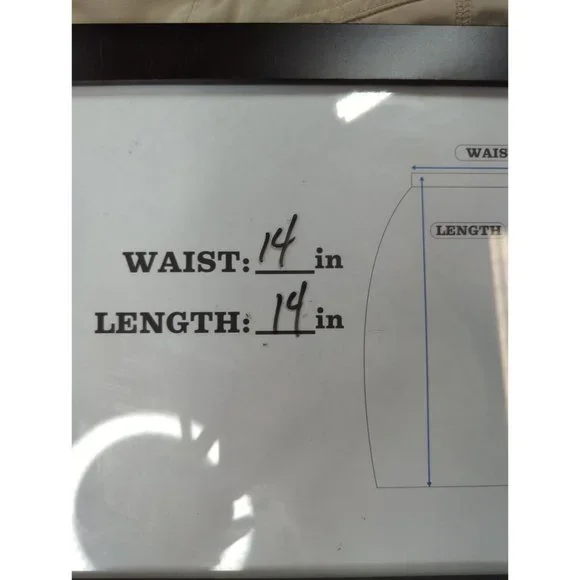 WAIS
LENGTH
WAIST: 14 in
LENGTH: 14 in